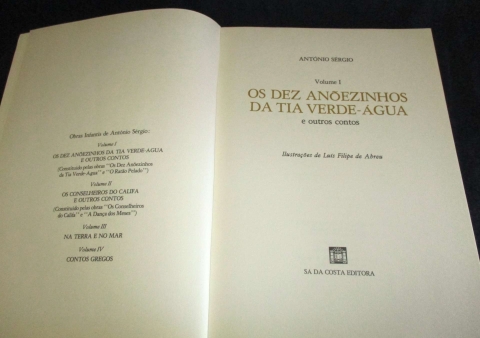 Obras Infantis de António Sérgio:
Volume I
OS DEZ ANÕEZINHOS DA TIA VERDE-ÁGUA
E OUTROS CONTOS
(Constituído pelas obras "Os Dez Anõezinhos
da Tia Verde-Água" e "O Ratão Pelado")
Volume II
OS CONSELHEIROS DO CALIFA
E OUTROS CONTOS
(Constituído pelas obras "Os Conselheiros
do Califa" e "A Dança dos Meses")
Volume III
NA TERRA E NO MAR
Volume IV
CONTOS GREGOS
ANTÓNIO SÉRGIO
Volume I
OS DEZ ANÕEZINHOS
DA TIA VERDE-ÁGUA
e outros contos
Ilustrações de Luís Filipe de Abreu
SÁ DA COSTA EDITORA